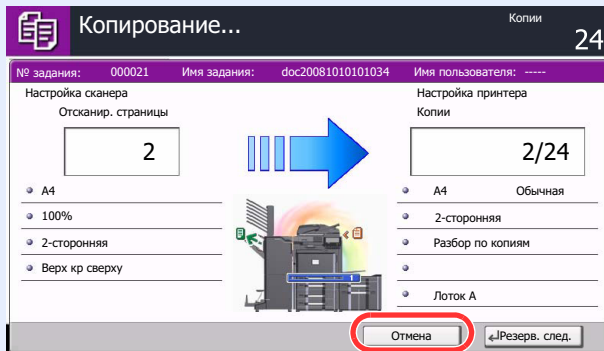 Копирование...
Копии
24
№ задания: 000021 Имя задания: doc20081010101034 Имя пользователя: -----
Настройка сканера
Отсканир. страницы
2
A4
100%
2-сторонняя
Верх кр сверху
1
Настройка принтера
Копии
2/24
A4 Обычная
2-сторонняя
Разбор по копиям
Лоток A
Отмена
Резерв. след.